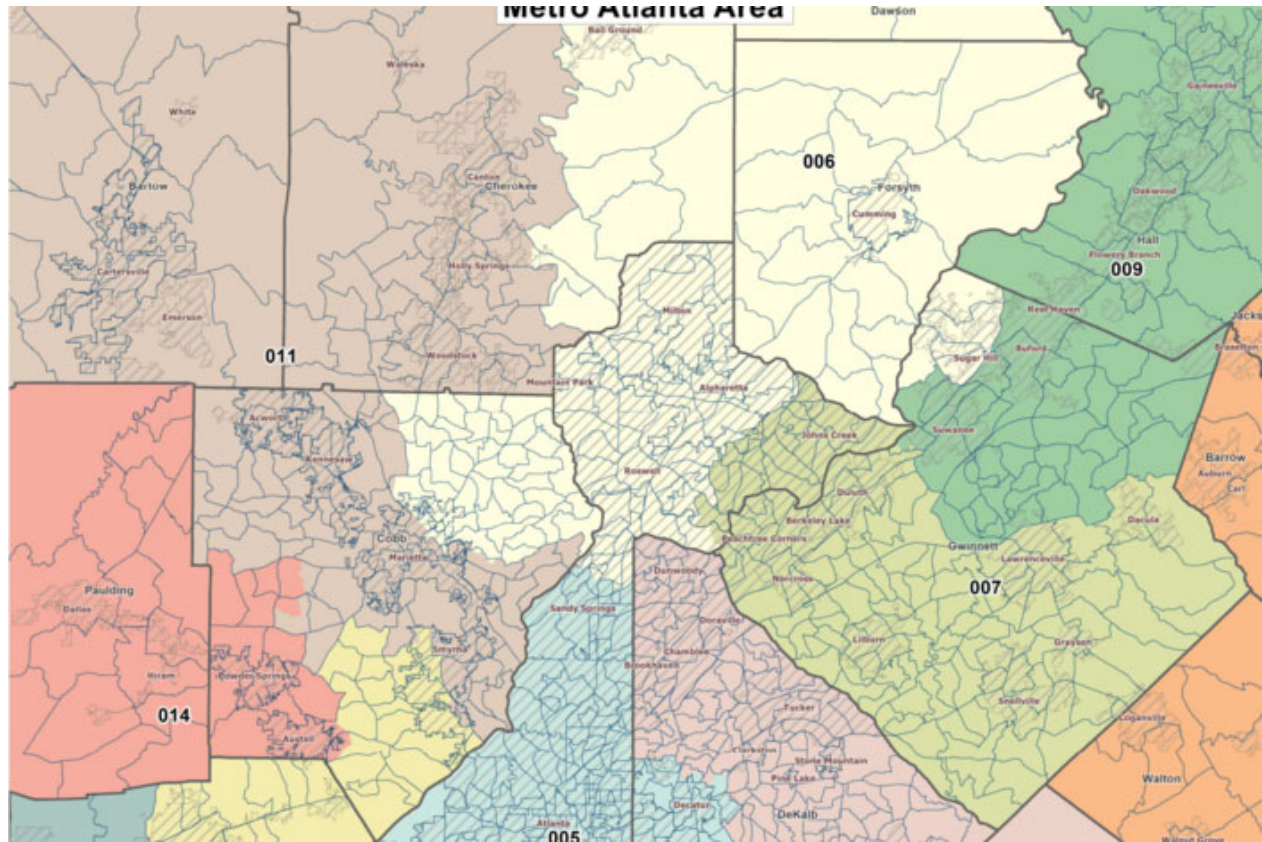 Metro Atlanta Area
Dawson
Ball Ground
Waleska
Gainesville
White
006
Canton
Cherokee
Bartow
Forsyth
Oakwood
Cumming
Hall
Flowery Branch
009
Holly Springs
Cartersville
Emerson
Milton
Rest Haven
Jacks
Buford
Braselton
011
Woodstock
Sugar Hill
Mountain Park
Alpharetta
Acworth
Johns Creek
Suwanee
Kennesaw
Roswell
Barrow
Auburn
Carl
Duluth
Berkeley Lake
Dacula
Cobb
Marietta
Peachtree Corners
Gwinnett
Lawrenceville
Dunwoody
Norcross
007
Paulding
Dallas
Sandy Springs
Doraville
Lilburn
Grayson
Smyrna
Chamblee
Brookhaven
Hiram
Powder Springs
Snellville
014
Tucker
Loganville
Austell
Clarkston
Stone Mountain
Pine Lake
Walton
Decatur
DeKalb
Atlanta
005
Walnut Grove